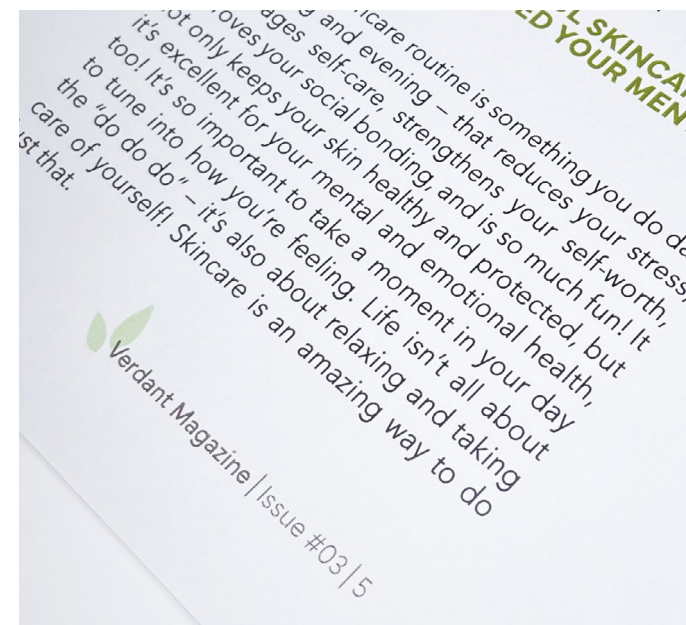 OL SKINCA
ED YOUR MEN
ncare routine is something you do da
g and evening – that reduces your stress,
ages self-care, strengthens your self-worth,
oves your social bonding, and is so much fun! It
ot only keeps your skin healthy and protected, but
it's excellent for your mental and emotional health,
too! It's so important to take a moment in your day
to tune into how you're feeling. Life isn't all about
the “do do do” – it's also about relaxing and taking
care of yourself! Skincare is an amazing way to do
ust that.
Verdant Magazine | Issue #03 | 5